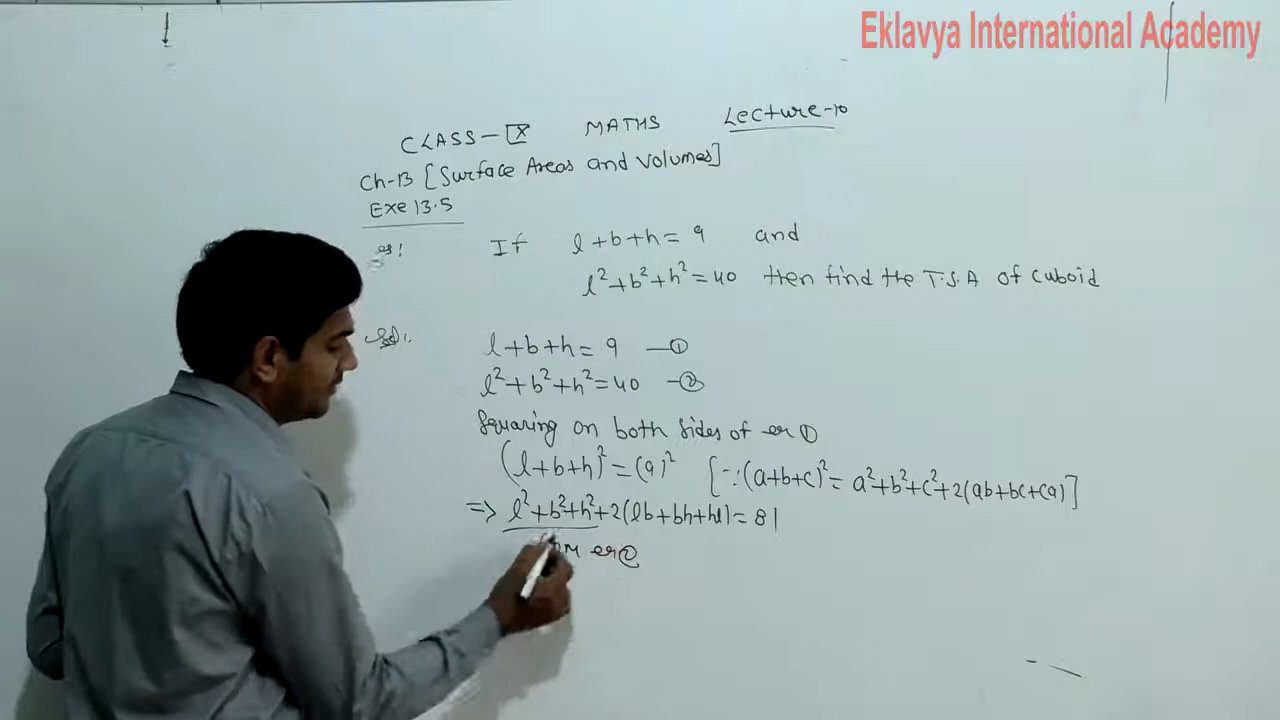 Eklavya International Academy
CLASS-IX MATHS Lecture-10
Ch-13 [Surface Areas and Volumes]
Exe 13.5
If l+b+h=9 and
l²+b²+h²=40 then find the T.S.A of cuboid
l+b+h=9 —①
l²+b²+h²=40 —②
Squaring on both sides of ①
(l+b+h)²=(9)² [∵(a+b+c)²=a²+b²+c²+2(ab+bc+ca)]
=> l²+b²+h²+2(lb+bh+hl)=81
②